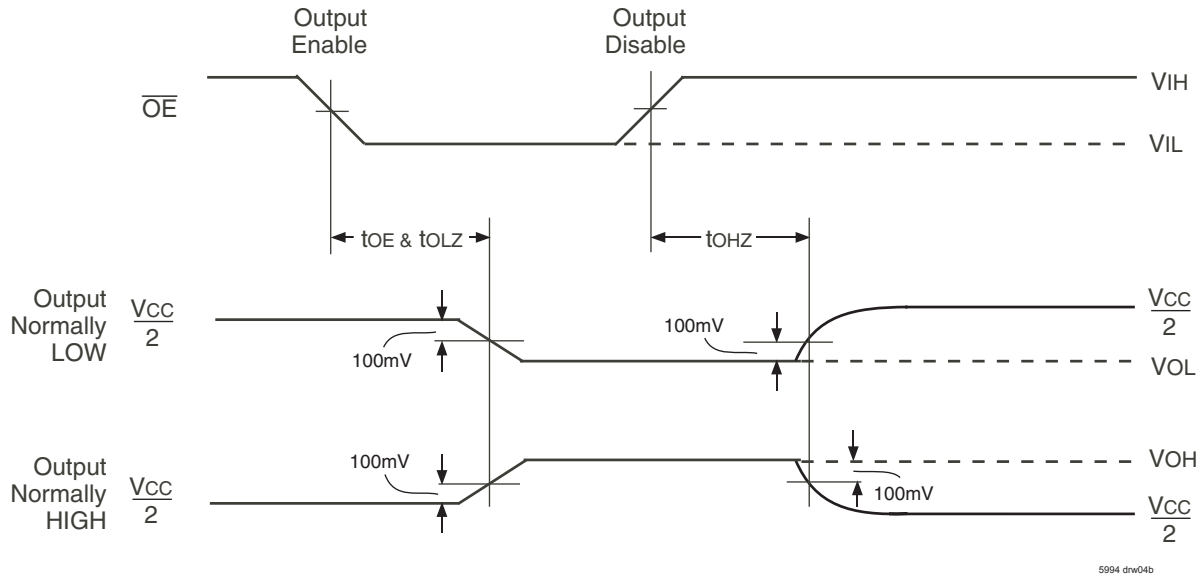 Output
Enable
Output
Disable
OE
VIH
VIL
tOE & tOLZ
tOHZ
Output
Normally
LOW
VCC
2
100mV
100mV
VCC
2
VOL
Output
Normally
HIGH
VCC
2
100mV
VOH
100mV
VCC
2
5994 drw04b